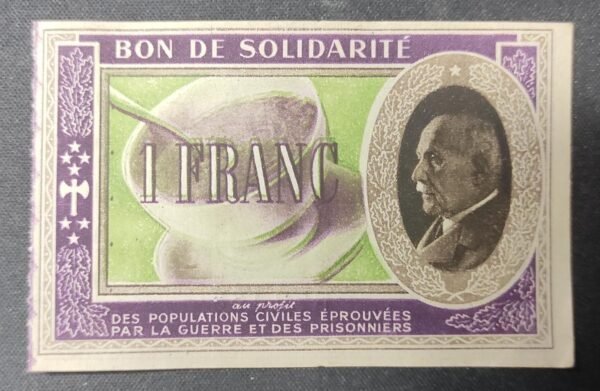 BON DE SOLIDARITÉ
1 FRANC
au profit
DES POPULATIONS CIVILES ÉPROUVÉES
PAR LA GUERRE ET DES PRISONNIERS